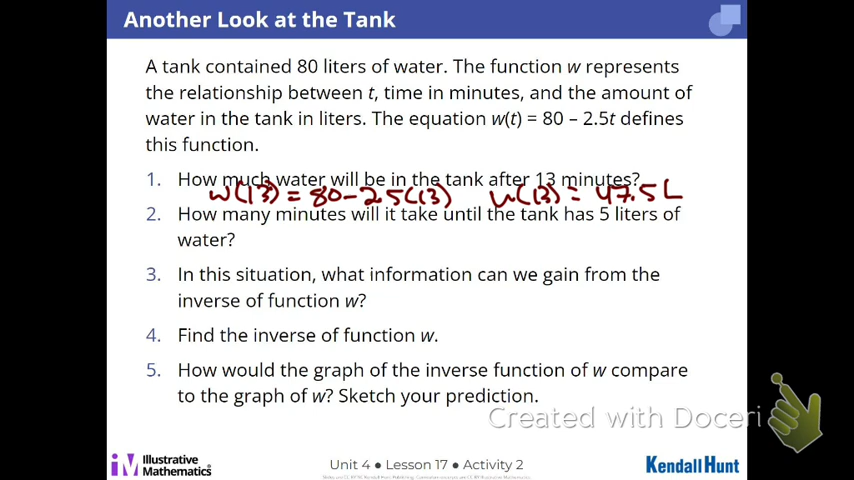 Another Look at the Tank
A tank contained 80 liters of water. The function w represents
the relationship between t, time in minutes, and the amount of
water in the tank in liters. The equation w(t) = 80 – 2.5t defines
this function.
1. How much water will be in the tank after 13 minutes?
w(13) = 80-2.5(13) w(13) = 47.5 L
2. How many minutes will it take until the tank has 5 liters of
water?
3. In this situation, what information can we gain from the
inverse of function w?
4. Find the inverse of function w.
5. How would the graph of the inverse function of w compare
to the graph of w? Sketch your prediction.
Created with Doceri
Illustrative
Mathematics®
Unit 4 ● Lesson 17 ● Activity 2
Kendall Hunt